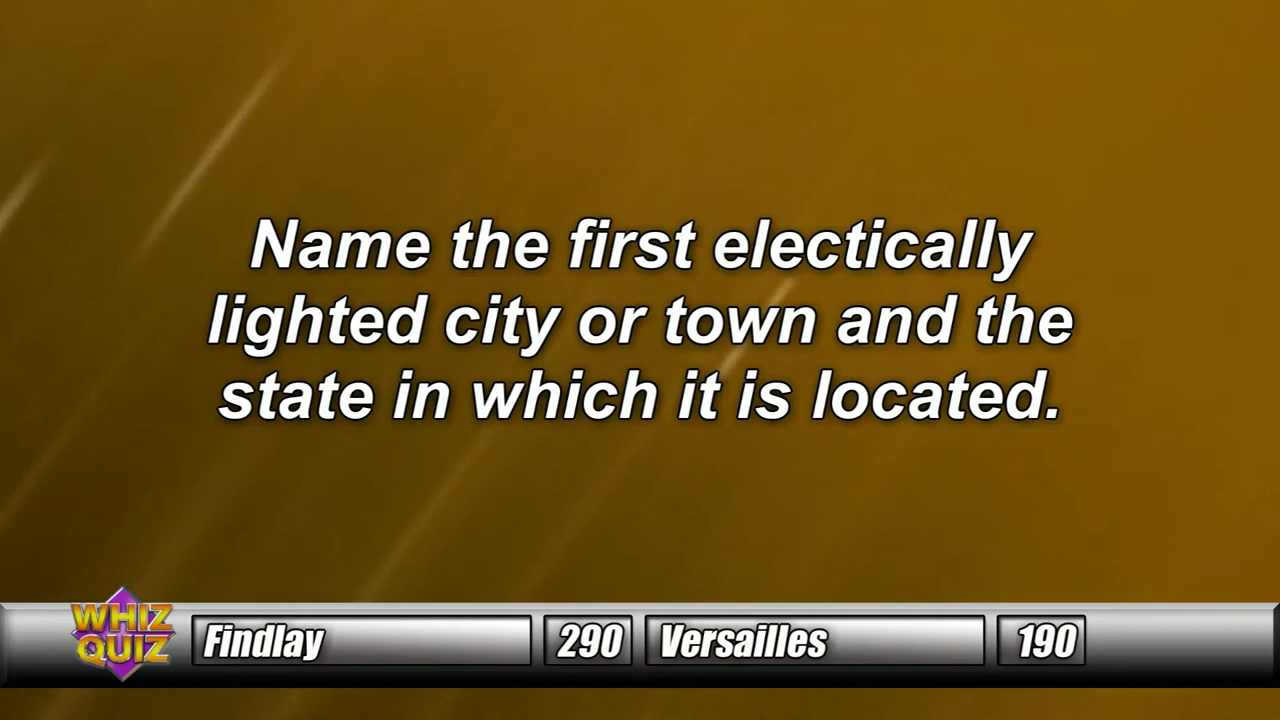 Name the first electically
lighted city or town and the
state in which it is located.
WHIZ
QUIZ
Findlay 290 Versailles 190